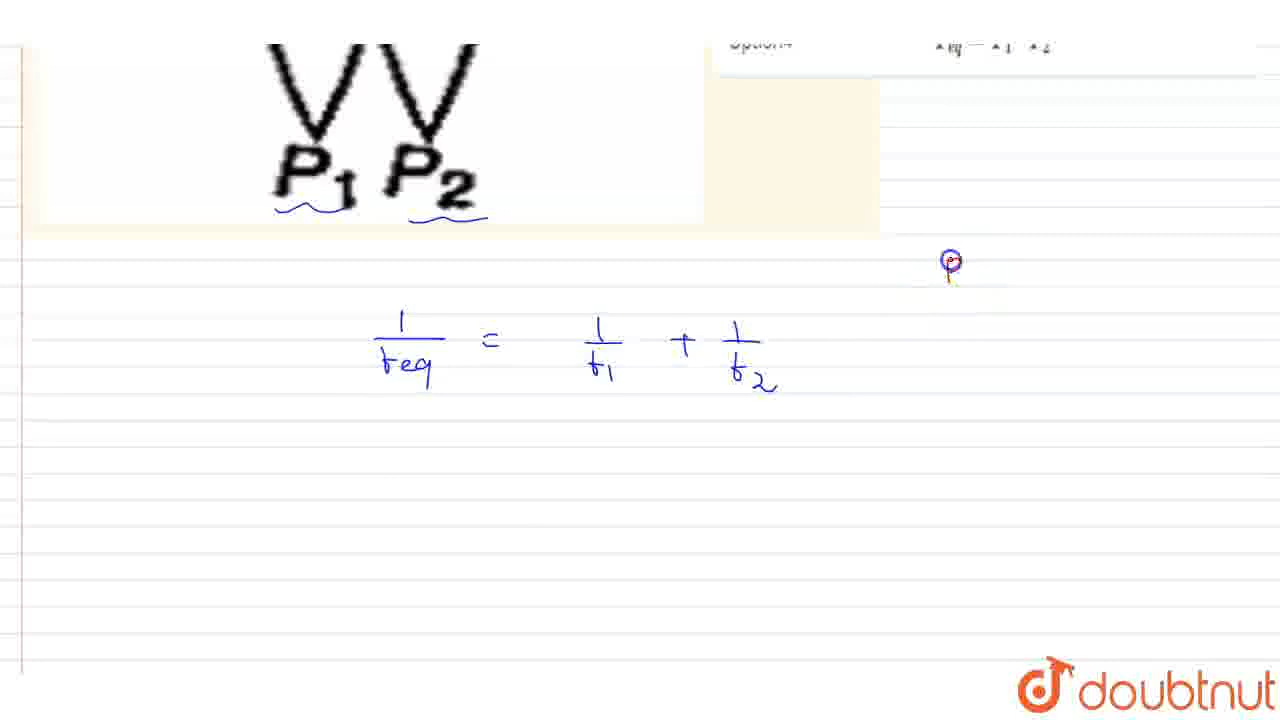 P1 P2
P
1/feq = 1/f1 + 1/f2
doubtnut